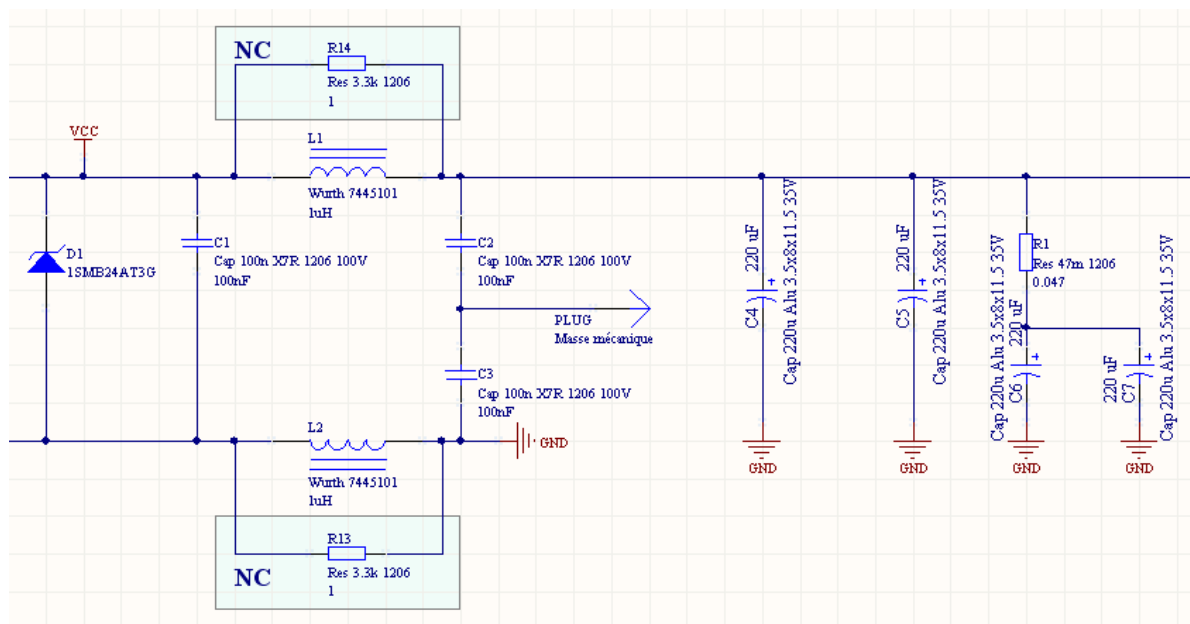 NC
R14
Res 3.3k 1206
1
VCC
L1
Wurth 7445101
1uH
D1
1SMB24AT3G
C1
Cap 100n X7R 1206 100V
100nF
C2
Cap 100n X7R 1206 100V
100nF
PLUG
Masse mécanique
C3
Cap 100n X7R 1206 100V
100nF
L2
Wurth 7445101
1uH
GND
R13
Res 3.3k 1206
1
NC
220 uF
C4
Cap 220u Alu 3.5x8x11.5 35V
GND
220 uF
C5
Cap 220u Alu 3.5x8x11.5 35V
GND
R1
Res 47m 1206
0.047
Cap 220u Alu 3.5x8x11.5 35V
220 uF
C6
GND
220 uF
C7
Cap 220u Alu 3.5x8x11.5 35V
GND